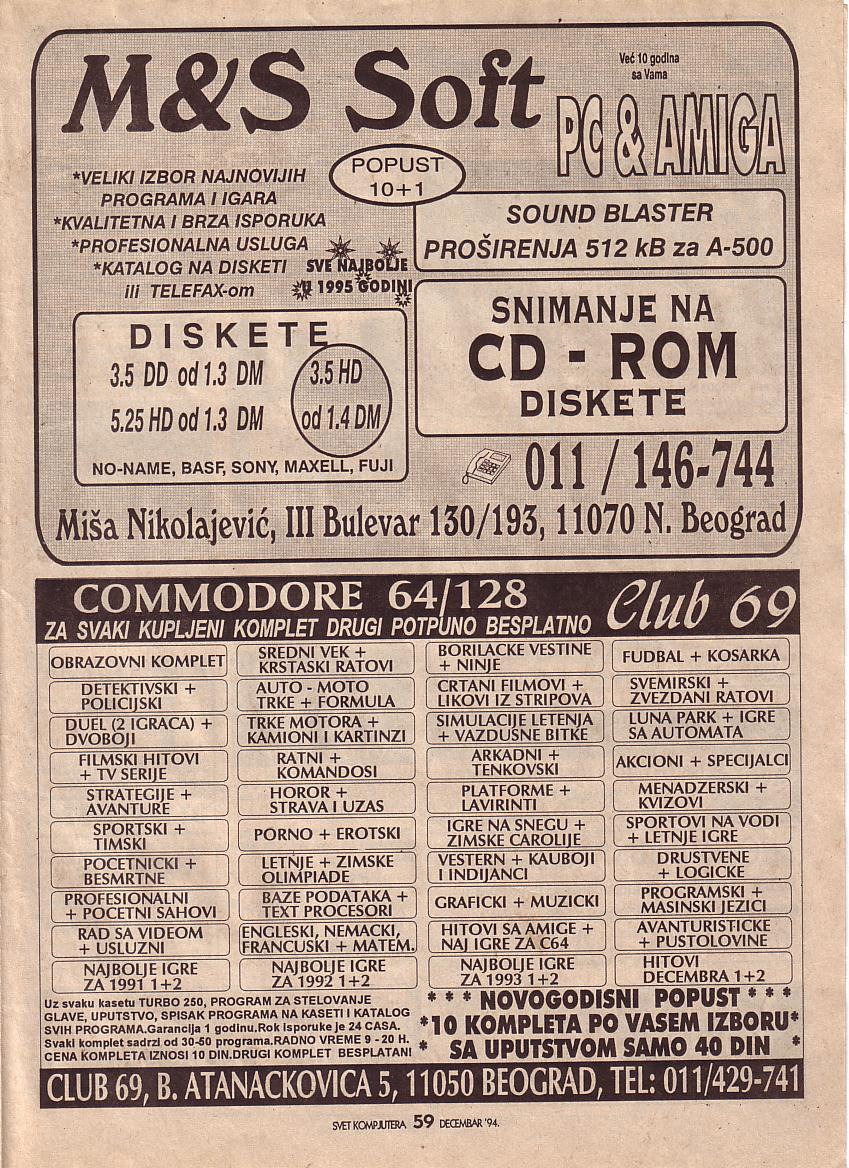 M&S Soft
Već 10 godina
sa Vama
PC & AMIGA
*VELIKI IZBOR NAJNOVIJIH
PROGRAMA I IGARA
*KVALITETNA I BRZA ISPORUKA
*PROFESIONALNA USLUGA
*KATALOG NA DISKETI
ili TELEFAX-om
POPUST
10+1
SVE NAJBOLJE
U 1995 GODINI
SOUND BLASTER
PROŠIRENJA 512 kB za A-500
DISKETE
3.5 DD od 1.3 DM
5.25 HD od 1.3 DM
3.5 HD
od 1.4 DM
NO-NAME, BASF, SONY, MAXELL, FUJI
SNIMANJE NA
CD - ROM
DISKETE
011 / 146-744
Miša Nikolajević, III Bulevar 130/193, 11070 N. Beograd
COMMODORE 64/128 Club 69
ZA SVAKI KUPLJENI KOMPLET DRUGI POTPUNO BESPLATNO
OBRAZOVNI KOMPLET
SREDNI VEK +
KRSTASKI RATOVI
BORILACKE VESTINE
+ NINJE
FUDBAL + KOSARKA
DETEKTIVSKI +
POLICIJSKI
AUTO - MOTO
TRKE + FORMULA
CRTANI FILMOVI +
LIKOVI IZ STRIPOVA
SVEMIRSKI +
ZVEZDANI RATOVI
DUEL (2 IGRACA) +
DVOBOJI
TRKE MOTORA +
KAMIONI I KARTINZI
SIMULACIJE LETENJA
+ VAZDUSNE BITKE
LUNA PARK + IGRE
SA AUTOMATA
FILMSKI HITOVI
+ TV SERIJE
RATNI +
KOMANDOSI
ARKADNI +
TENKOVSKI
AKCIONI + SPECIJALCI
STRATEGIJE +
AVANTURE
HOROR +
STRAVA I UZAS
PLATFORME +
LAVIRINTI
MENADZERSKI +
KVIZOVI
SPORTSKI +
TIMSKI
PORNO + EROTSKI
IGRE NA SNEGU +
ZIMSKE CAROLIJE
SPORTOVI NA VODI
+ LETNJE IGRE
POCETNICKI +
BESMRTNE
LETNJE + ZIMSKE
OLIMPIADE
VESTERN + KAUBOJI
I INDIJANCI
DRUSTVENE
+ LOGICKE
PROFESIONALNI
+ POCETNI SAHOVI
BAZE PODATAKA +
TEXT PROCESORI
GRAFICKI + MUZICKI
PROGRAMSKI +
MASINSKI JEZICI
RAD SA VIDEOM
+ USLUZNI
ENGLESKI, NEMACKI,
FRANCUSKI + MATEM.
HITOVI SA AMIGE +
NAJ IGRE ZA C64
AVANTURISTICKE
+ PUSTOLOVINE
NAJBOLJE IGRE
ZA 1991 1+2
NAJBOLJE IGRE
ZA 1992 1+2
NAJBOLJE IGRE
ZA 1993 1+2
HITOVI
DECEMBRA 1+2
Uz svaku kasetu TURBO 250, PROGRAM ZA STELOVANJE
GLAVE, UPUTSTVO, SPISAK PROGRAMA NA KASETI I KATALOG
SVIH PROGRAMA.Garancija 1 godinu.Rok isporuke je 24 CASA.
Svaki komplet sadrzi od 30-50 programa.RADNO VREME 9 - 20 H.
CENA KOMPLETA IZNOSI 10 DIN.DRUGI KOMPLET BESPLATANI
* * * NOVOGODISNI POPUST * * *
*10 KOMPLETA PO VASEM IZBORU*
* SA UPUTSTVOM SAMO 40 DIN *
CLUB 69, B. ATANACKOVICA 5, 11050 BEOGRAD, TEL: 011/429-741
SVET KOMPJUTERA 59 DECEMBAR '94.